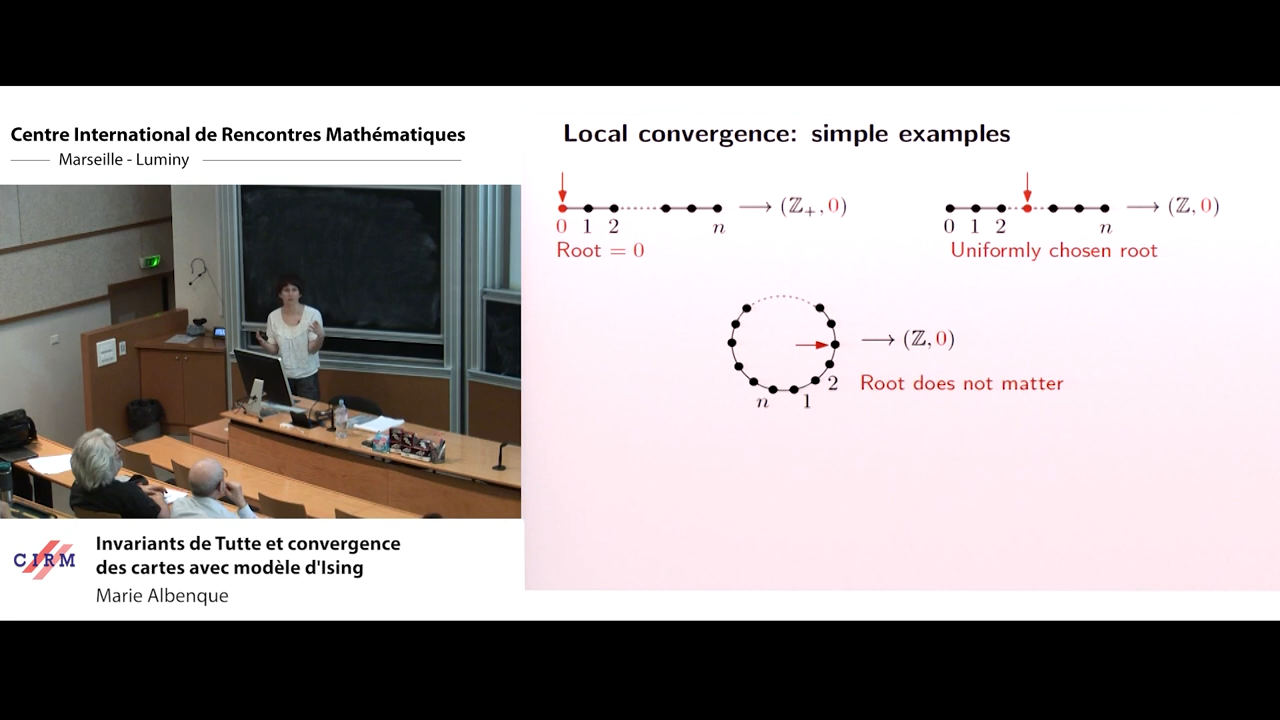 Centre International de Rencontres Mathématiques
Marseille - Luminy
CIRM
Invariants de Tutte et convergence
des cartes avec modèle d'Ising
Marie Albenque
Local convergence: simple examples
0 1 2 n ⟶ (ℤ₊, 0)
Root = 0
0 1 2 n ⟶ (ℤ, 0)
Uniformly chosen root
⟶ (ℤ, 0)
2 Root does not matter
n 1